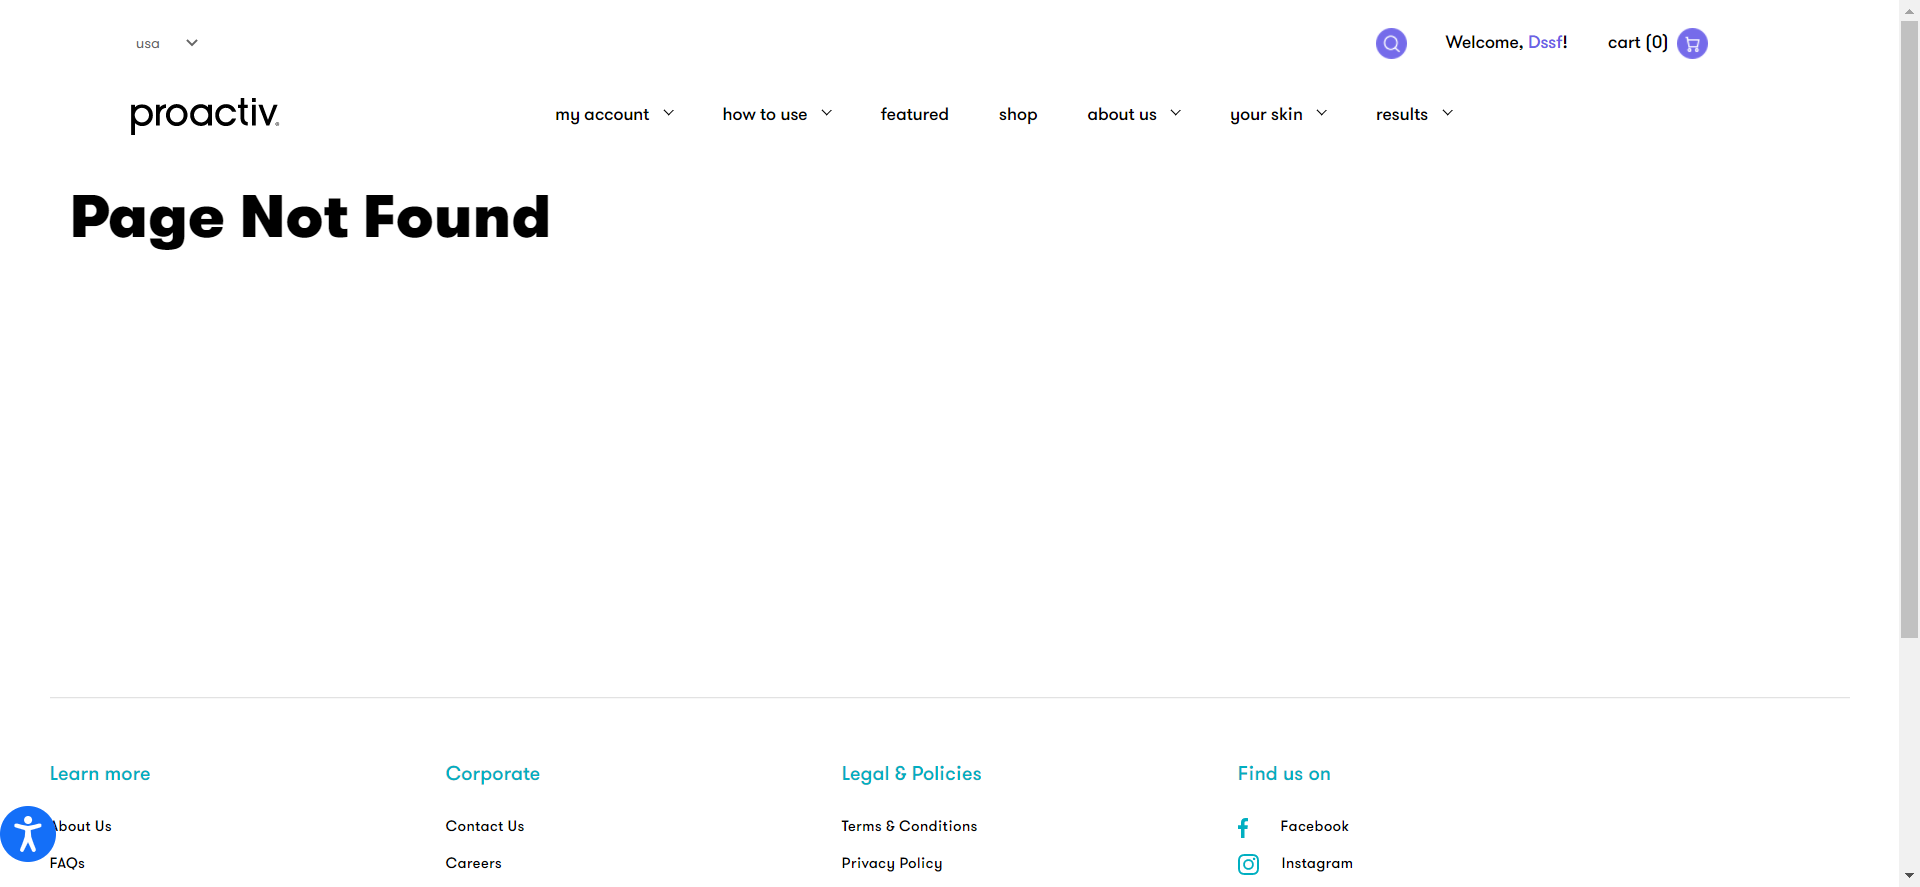 usa
Welcome, Dssf!
cart (0)
proactiv
my account
how to use
featured
shop
about us
your skin
results
Page Not Found
Learn more
Corporate
Legal & Policies
Find us on
About Us
Contact Us
Terms & Conditions
Facebook
FAQs
Careers
Privacy Policy
Instagram